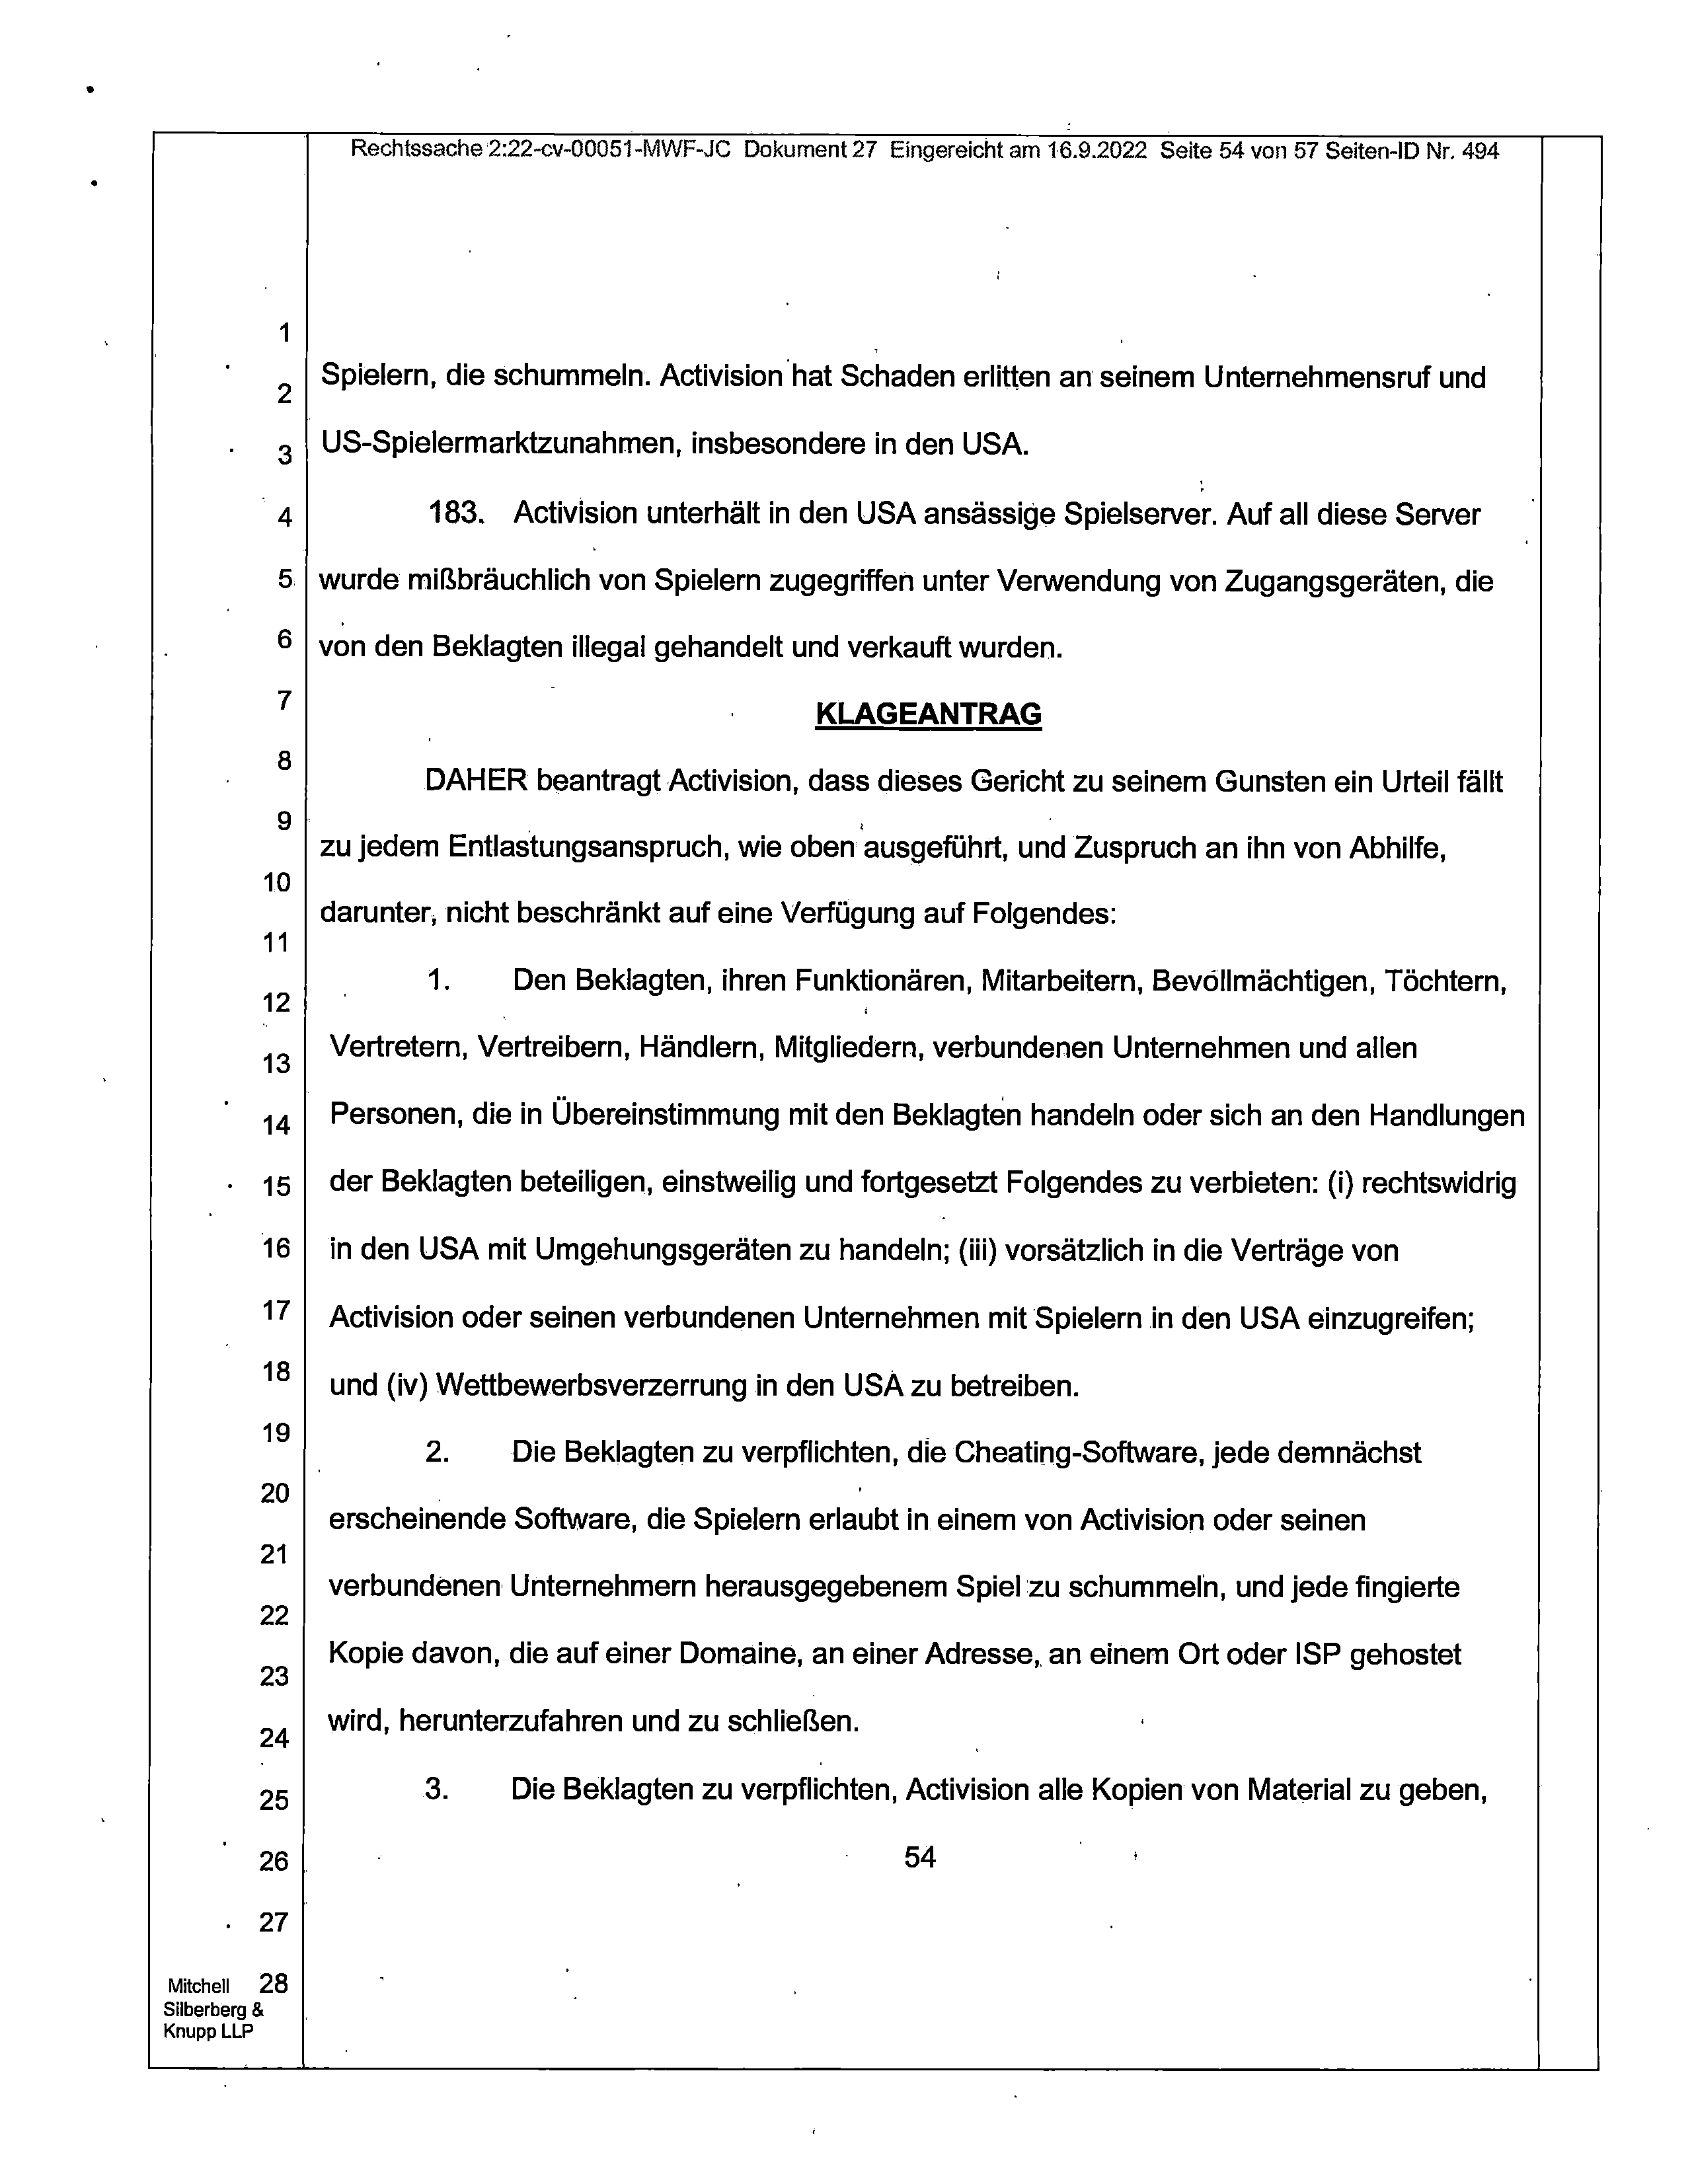 Rechtssache 2:22-cv-00051-MWF-JC Dokument 27 Eingereicht am 16.9.2022 Seite 54 von 57 Seiten-ID Nr. 494
1
2 Spielern, die schummeln. Activision hat Schaden erlitten an seinem Unternehmensruf und
3 US-Spielermarktzunahmen, insbesondere in den USA.
4 183. Activision unterhält in den USA ansässige Spielserver. Auf all diese Server
5 wurde mißbräuchlich von Spielern zugegriffen unter Verwendung von Zugangsgeräten, die
6 von den Beklagten illegal gehandelt und verkauft wurden.
7 KLAGEANTRAG
8 DAHER beantragt Activision, dass dieses Gericht zu seinem Gunsten ein Urteil fällt
9 zu jedem Entlastungsanspruch, wie oben ausgeführt, und Zuspruch an ihn von Abhilfe,
10 darunter, nicht beschränkt auf eine Verfügung auf Folgendes:
11
12 1. Den Beklagten, ihren Funktionären, Mitarbeitern, Bevollmächtigen, Töchtern,
13 Vertretern, Vertreibern, Händlern, Mitgliedern, verbundenen Unternehmen und allen
14 Personen, die in Übereinstimmung mit den Beklagten handeln oder sich an den Handlungen
15 der Beklagten beteiligen, einstweilig und fortgesetzt Folgendes zu verbieten: (i) rechtswidrig
16 in den USA mit Umgehungsgeräten zu handeln; (iii) vorsätzlich in die Verträge von
17 Activision oder seinen verbundenen Unternehmen mit Spielern in den USA einzugreifen;
18 und (iv) Wettbewerbsverzerrung in den USA zu betreiben.
19 2. Die Beklagten zu verpflichten, die Cheating-Software, jede demnächst
20 erscheinende Software, die Spielern erlaubt in einem von Activision oder seinen
21
22 verbundenen Unternehmern herausgegebenem Spiel zu schummeln, und jede fingierte
23 Kopie davon, die auf einer Domaine, an einer Adresse, an einem Ort oder ISP gehostet
24 wird, herunterzufahren und zu schließen.
25 3. Die Beklagten zu verpflichten, Activision alle Kopien von Material zu geben,
26 54
27
28
Mitchell
Silberberg &
Knupp LLP